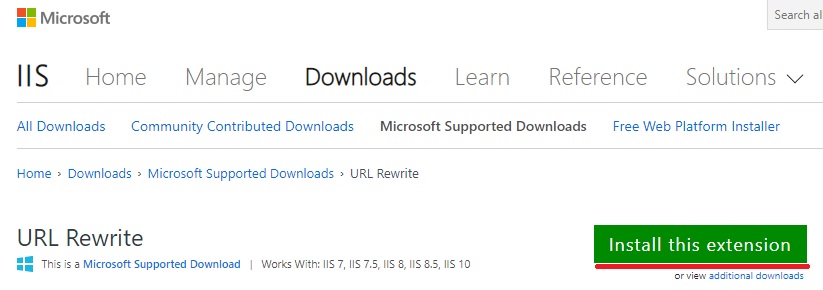 Microsoft
Search al
IIS Home Manage Downloads Learn Reference Solutions
All Downloads Community Contributed Downloads Microsoft Supported Downloads Free Web Platform Installer
Home › Downloads › Microsoft Supported Downloads › URL Rewrite
URL Rewrite
Install this extension
This is a Microsoft Supported Download | Works With: IIS 7, IIS 7.5, IIS 8, IIS 8.5, IIS 10
or view additional downloads